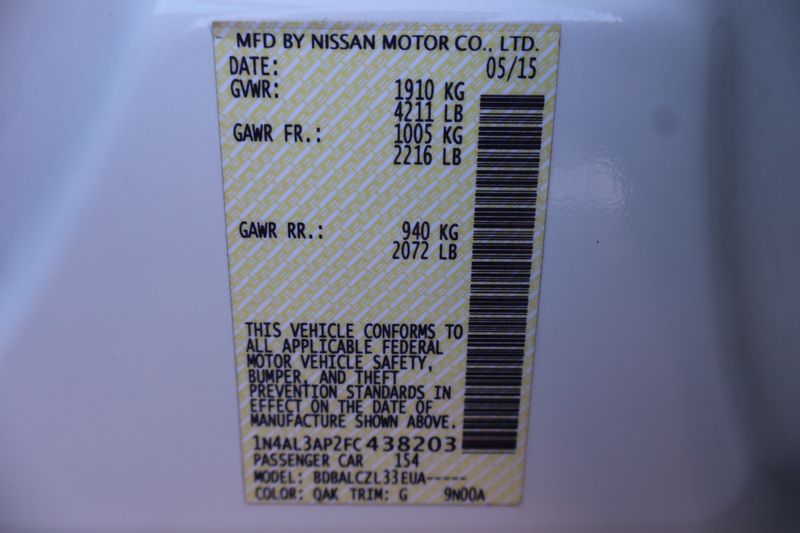 MFD BY NISSAN MOTOR CO., LTD.
DATE: 05/15
GVWR: 1910 KG
4211 LB
GAWR FR.: 1005 KG
2216 LB
GAWR RR.: 940 KG
2072 LB
THIS VEHICLE CONFORMS TO
ALL APPLICABLE FEDERAL
MOTOR VEHICLE SAFETY,
BUMPER, AND THEFT
PREVENTION STANDARDS IN
EFFECT ON THE DATE OF
MANUFACTURE SHOWN ABOVE.
1N4AL3AP2FC438203
PASSENGER CAR 154
MODEL: BDBALCZL33EUA-----
COLOR: QAK TRIM: G 9N00A